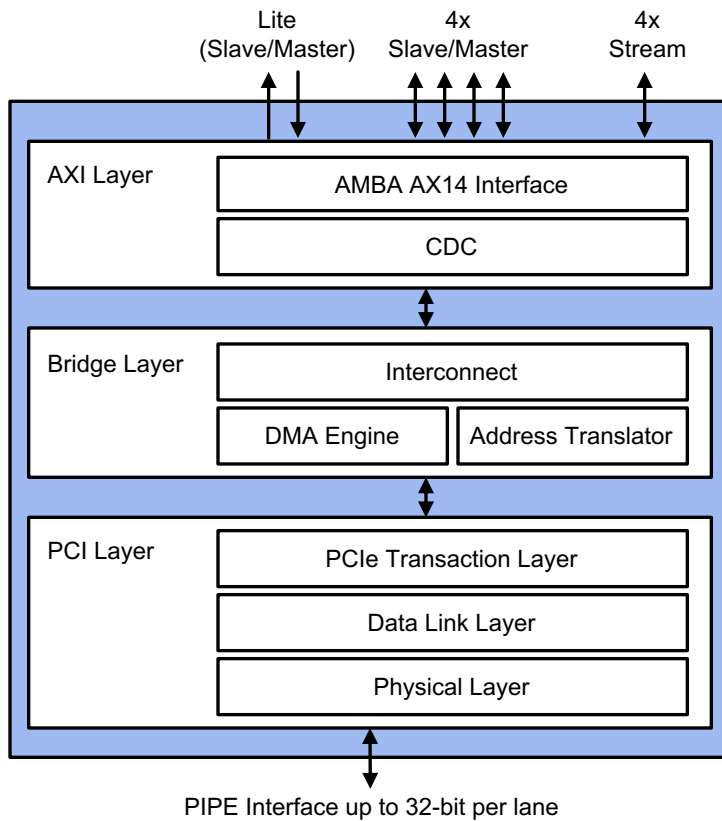 Lite
(Slave/Master)
4x
Slave/Master
4x
Stream
AXI Layer
AMBA AX14 Interface
CDC
Bridge Layer
Interconnect
DMA Engine
Address Translator
PCI Layer
PCIe Transaction Layer
Data Link Layer
Physical Layer
PIPE Interface up to 32-bit per lane